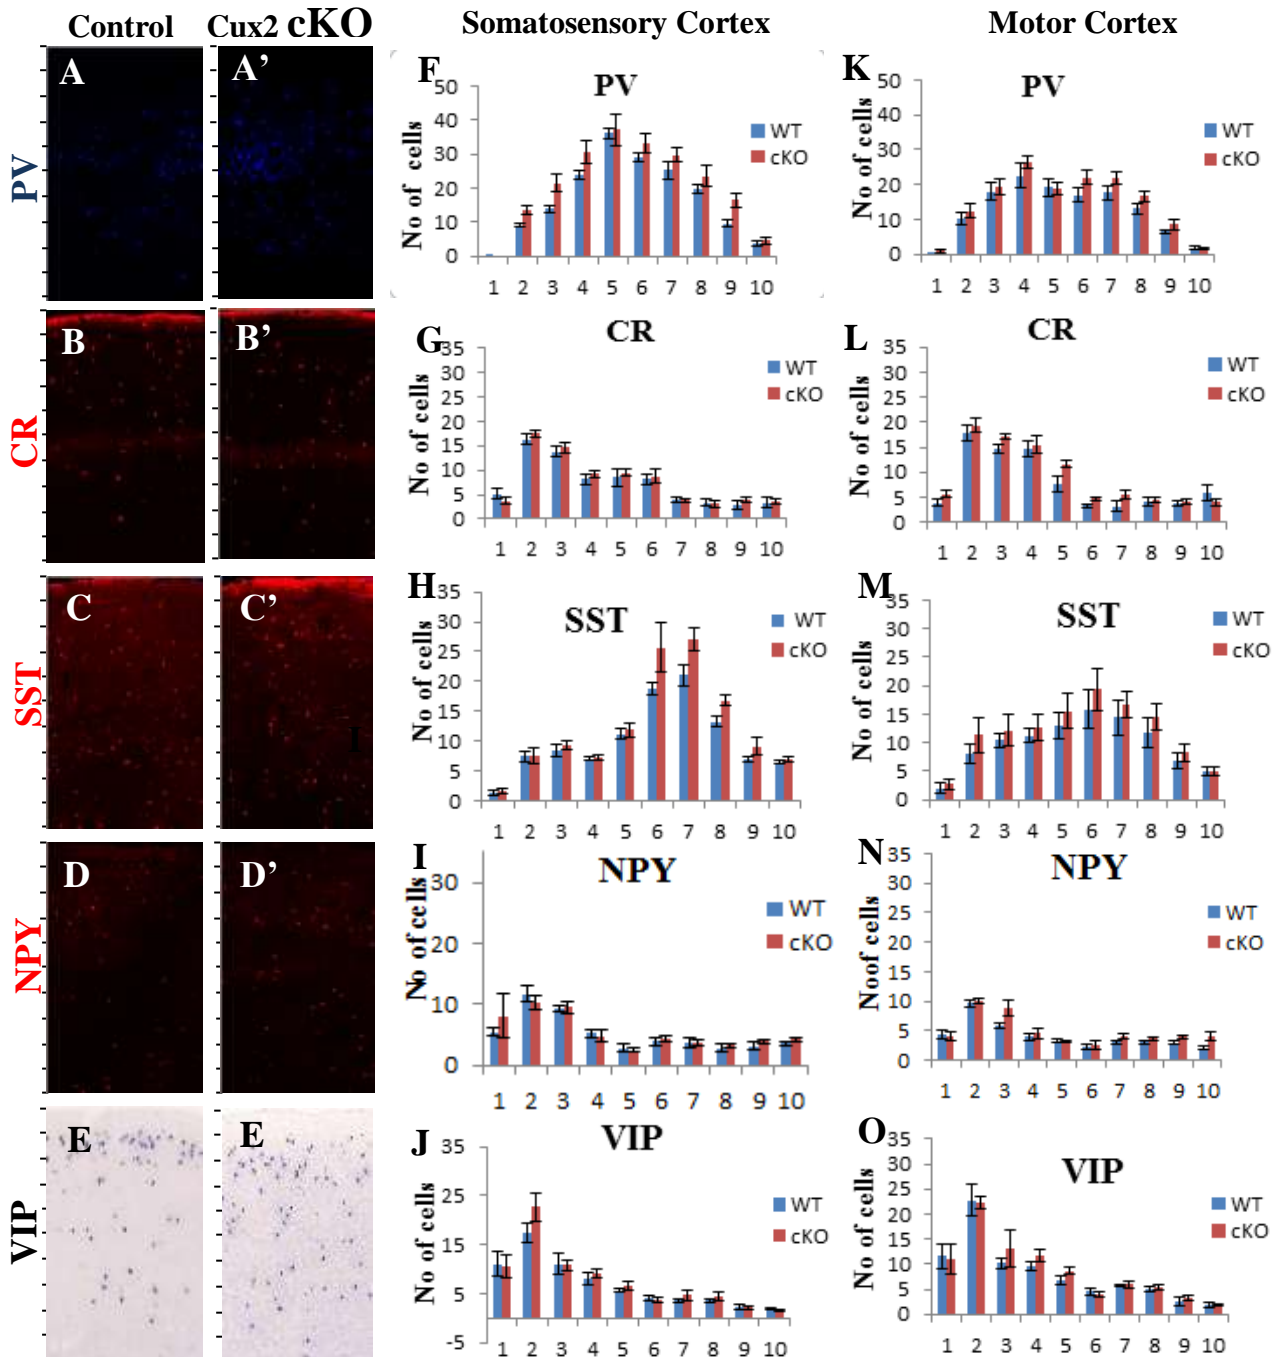 Control Cux2 cKO Somatosensory Cortex Motor Cortex
PV
A A’
CR
B B’
SST
C C’
NPY
D D’
VIP
E E
F PV
No of cells
50
40
30
20
10
0
WT
cKO
1 2 3 4 5 6 7 8 9 10
K PV
No of cells
50
40
30
20
10
0
WT
cKO
1 2 3 4 5 6 7 8 9 10
G CR
No of cells
35
30
25
20
15
10
5
0
WT
cKO
1 2 3 4 5 6 7 8 9 10
L CR
No of cells
35
30
25
20
15
10
5
0
WT
cKO
1 2 3 4 5 6 7 8 9 10
H SST
No of cells
35
30
25
20
15
10
5
0
WT
cKO
1 2 3 4 5 6 7 8 9 10
M SST
No of cells
35
30
25
20
15
10
5
0
WT
cKO
1 2 3 4 5 6 7 8 9 10
I NPY
No of cells
30
20
10
0
WT
cKO
1 2 3 4 5 6 7 8 9 10
N NPY
Noof cells
35
30
25
20
15
10
5
0
WT
cKO
1 2 3 4 5 6 7 8 9 10
J VIP
No of cells
35
25
15
5
-5
WT
cKO
1 2 3 4 5 6 7 8 9 10
O VIP
No of cells
35
30
25
20
15
10
5
0
WT
cKO
1 2 3 4 5 6 7 8 9 10